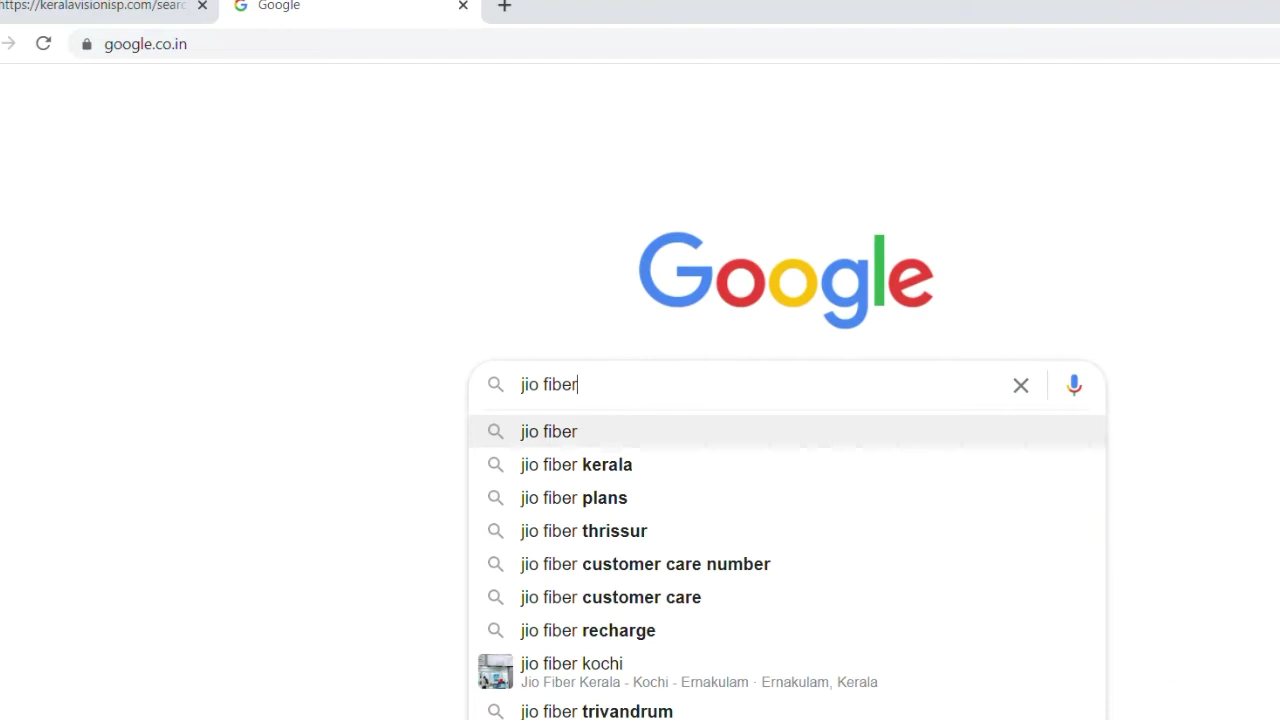 https://keralavisionisp.com/searc
Google
google.co.in
Google
jio fiber
jio fiber
jio fiber kerala
jio fiber plans
jio fiber thrissur
jio fiber customer care number
jio fiber customer care
jio fiber recharge
jio fiber kochi
Jio Fiber Kerala - Kochi - Ernakulam · Ernakulam, Kerala
jio fiber trivandrum